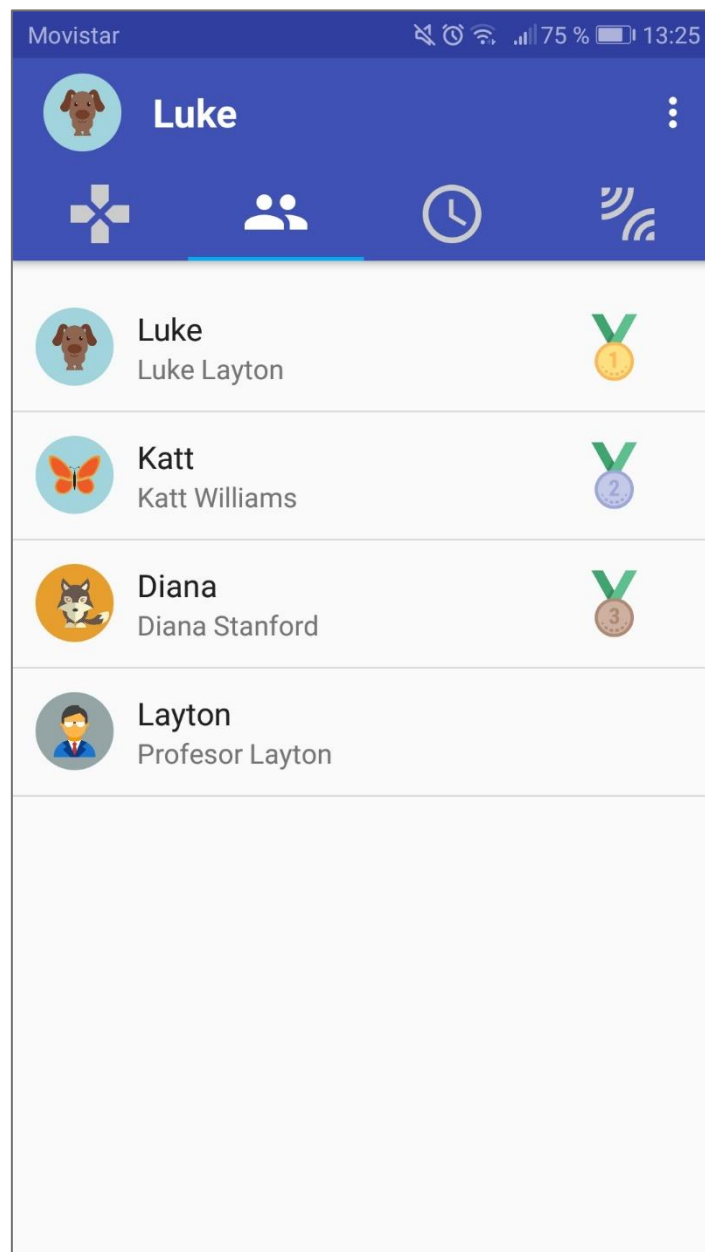 Movistar 75 % 13:25
Luke
Luke
Luke Layton
1
Katt
Katt Williams
2
Diana
Diana Stanford
3
Layton
Profesor Layton